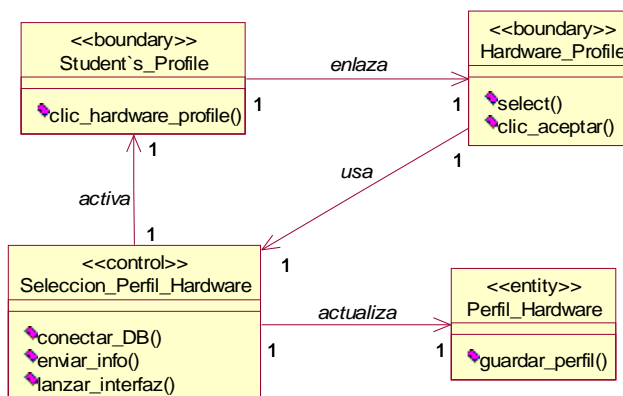 <<boundary>>
Student`s_Profile
clic_hardware_profile()
enlaza
1
1
<<boundary>>
Hardware_Profile
select()
clic_aceptar()
1
activa
1
usa
1
1
<<control>>
Seleccion_Perfil_Hardware
conectar_DB()
enviar_info()
lanzar_interfaz()
actualiza
1
1
<<entity>>
Perfil_Hardware
guardar_perfil()